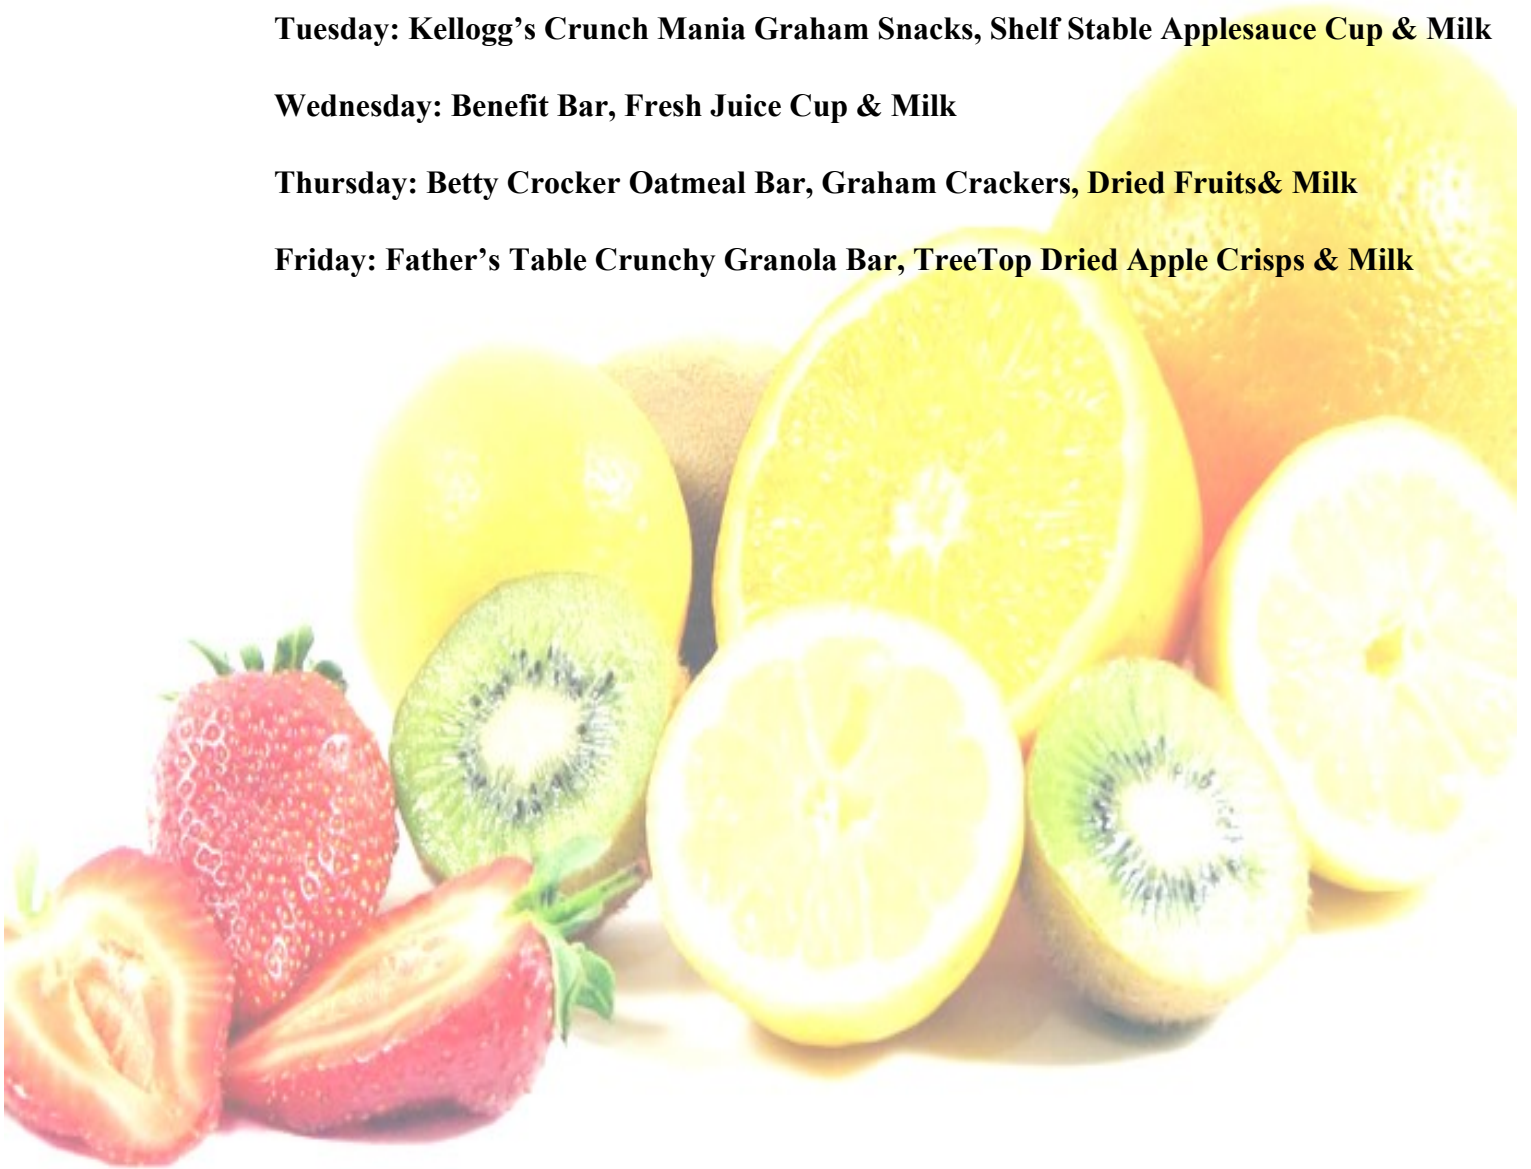 Tuesday: Kellogg’s Crunch Mania Graham Snacks, Shelf Stable Applesauce Cup & Milk
Wednesday: Benefit Bar, Fresh Juice Cup & Milk
Thursday: Betty Crocker Oatmeal Bar, Graham Crackers, Dried Fruits& Milk
Friday: Father’s Table Crunchy Granola Bar, TreeTop Dried Apple Crisps & Milk